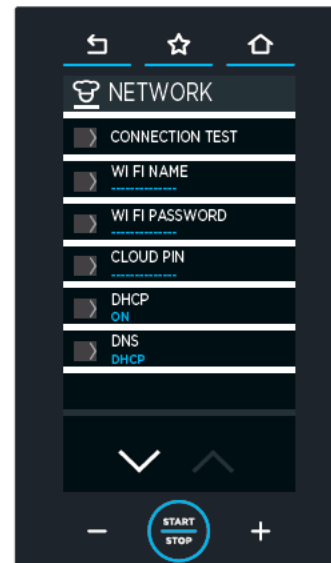 NETWORK
CONNECTION TEST
WI FI NAME
-------------
WI FI PASSWORD
-------------
CLOUD PIN
-------------
DHCP
ON
DNS
DHCP
START
STOP